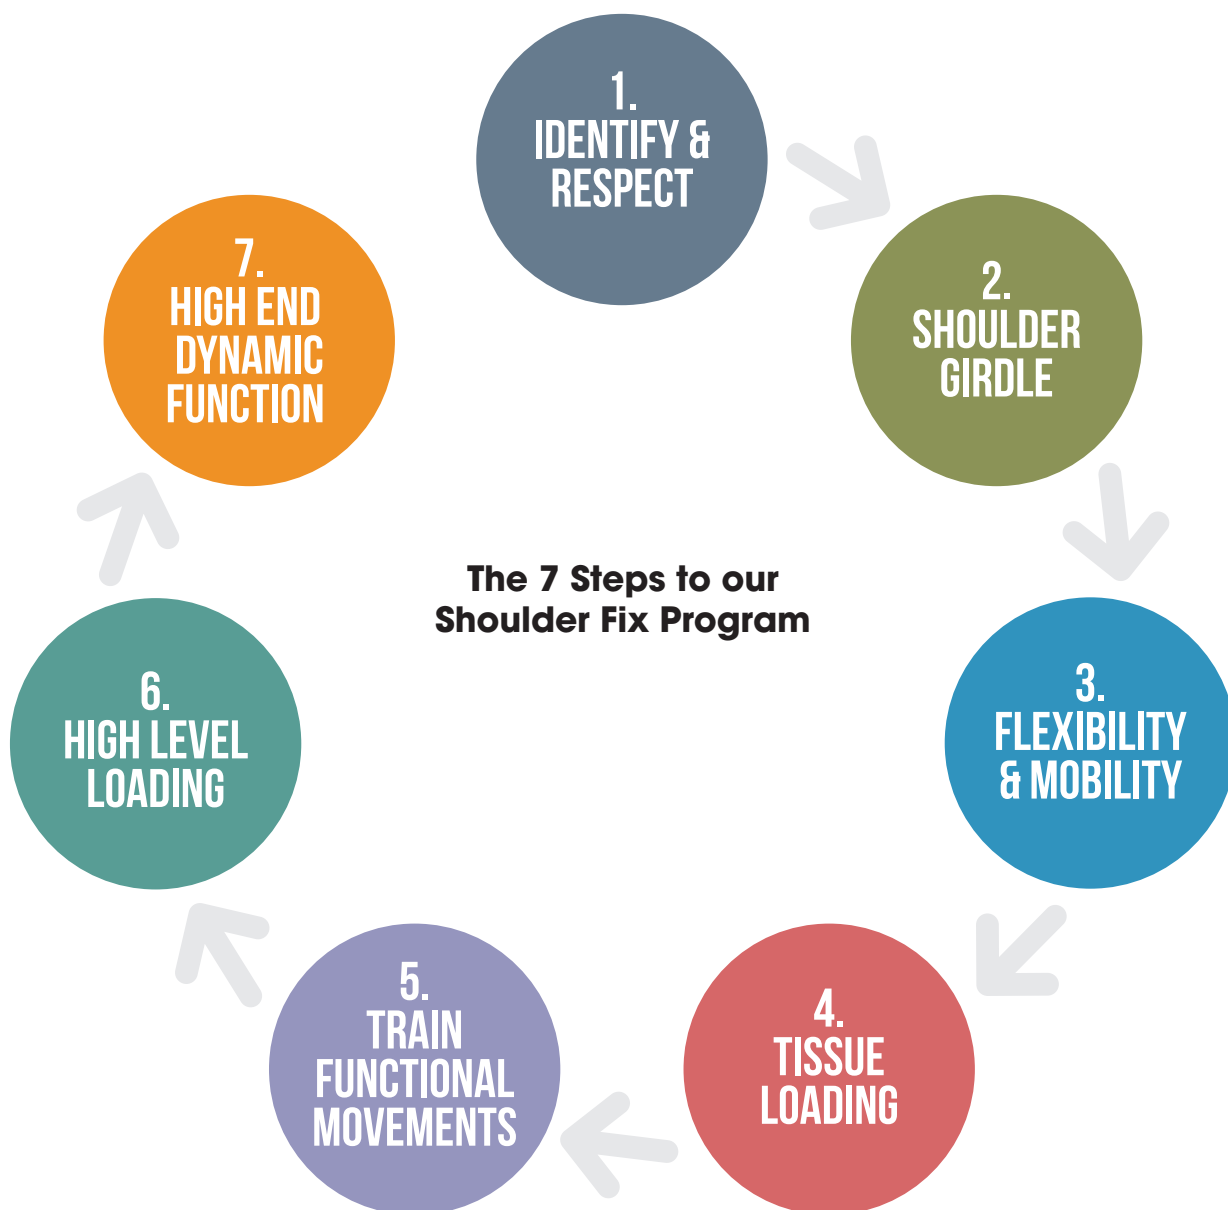 1.
IDENTIFY &
RESPECT
2.
SHOULDER
GIRDLE
3.
FLEXIBILITY
& MOBILITY
4.
TISSUE
LOADING
5.
TRAIN
FUNCTIONAL
MOVEMENTS
6.
HIGH LEVEL
LOADING
7.
HIGH END
DYNAMIC
FUNCTION
The 7 Steps to our
Shoulder Fix Program